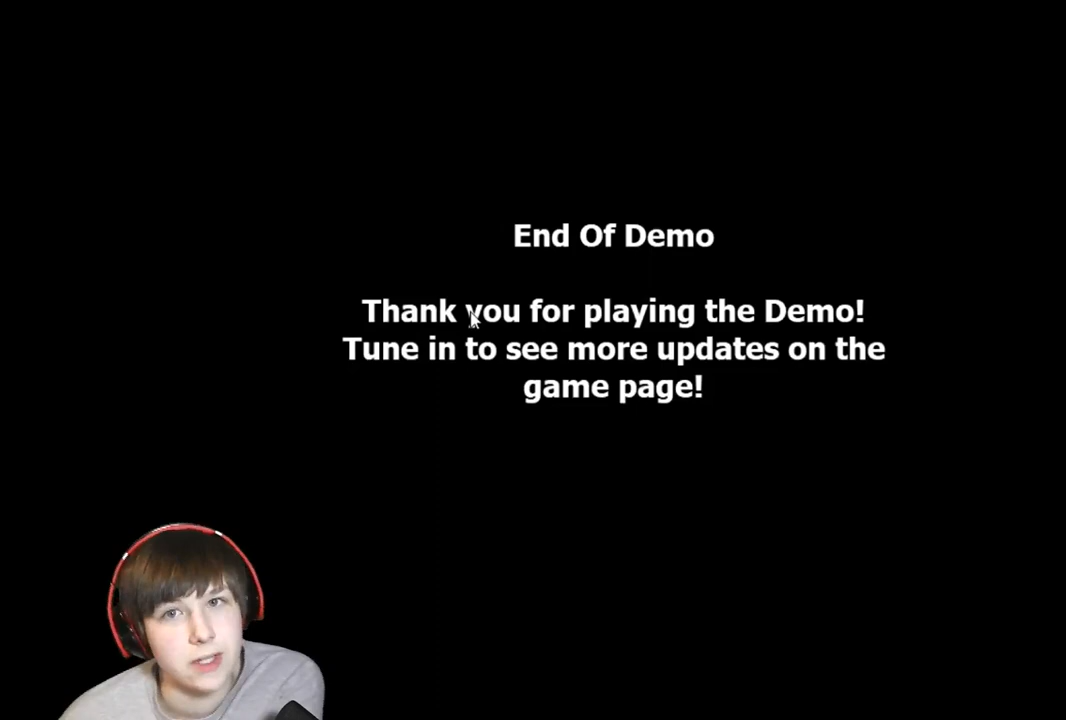 End Of Demo
Thank you for playing the Demo!
Tune in to see more updates on the
game page!